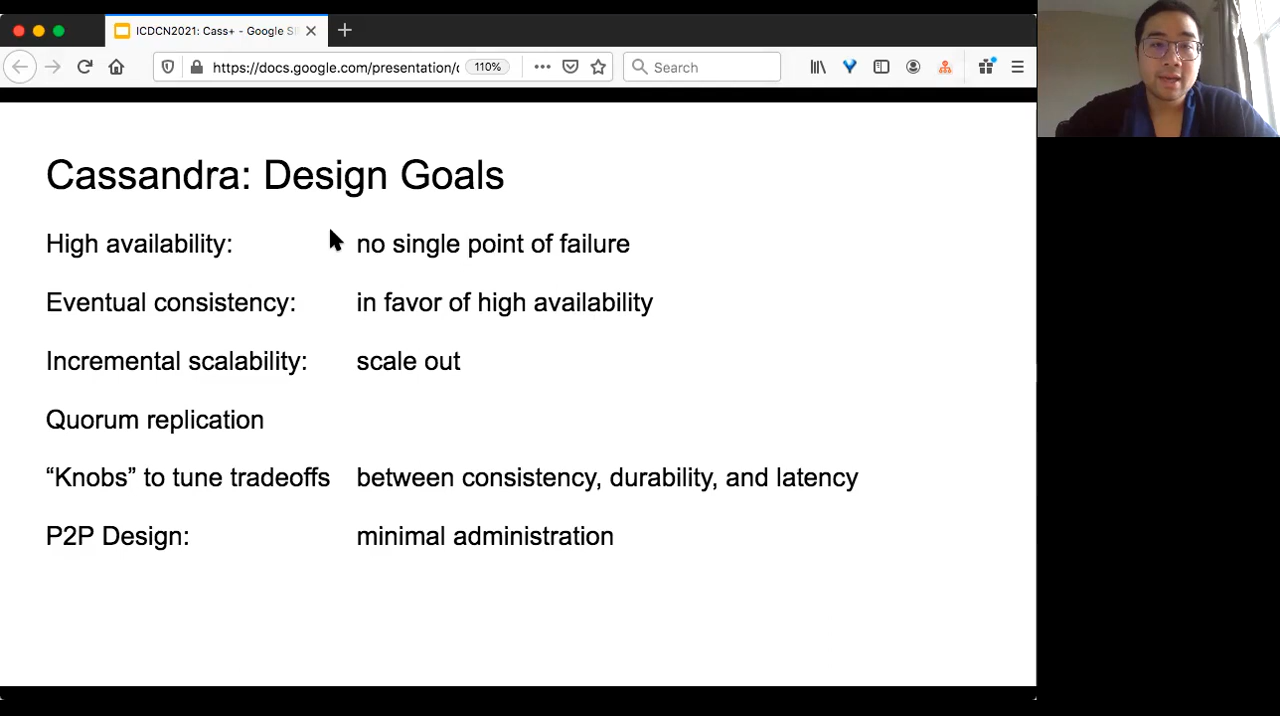 ICDCN2021: Cass+ - Google Sl
https://docs.google.com/presentation/
110%
Search
Cassandra: Design Goals
High availability: no single point of failure
Eventual consistency: in favor of high availability
Incremental scalability: scale out
Quorum replication
“Knobs” to tune tradeoffs between consistency, durability, and latency
P2P Design: minimal administration